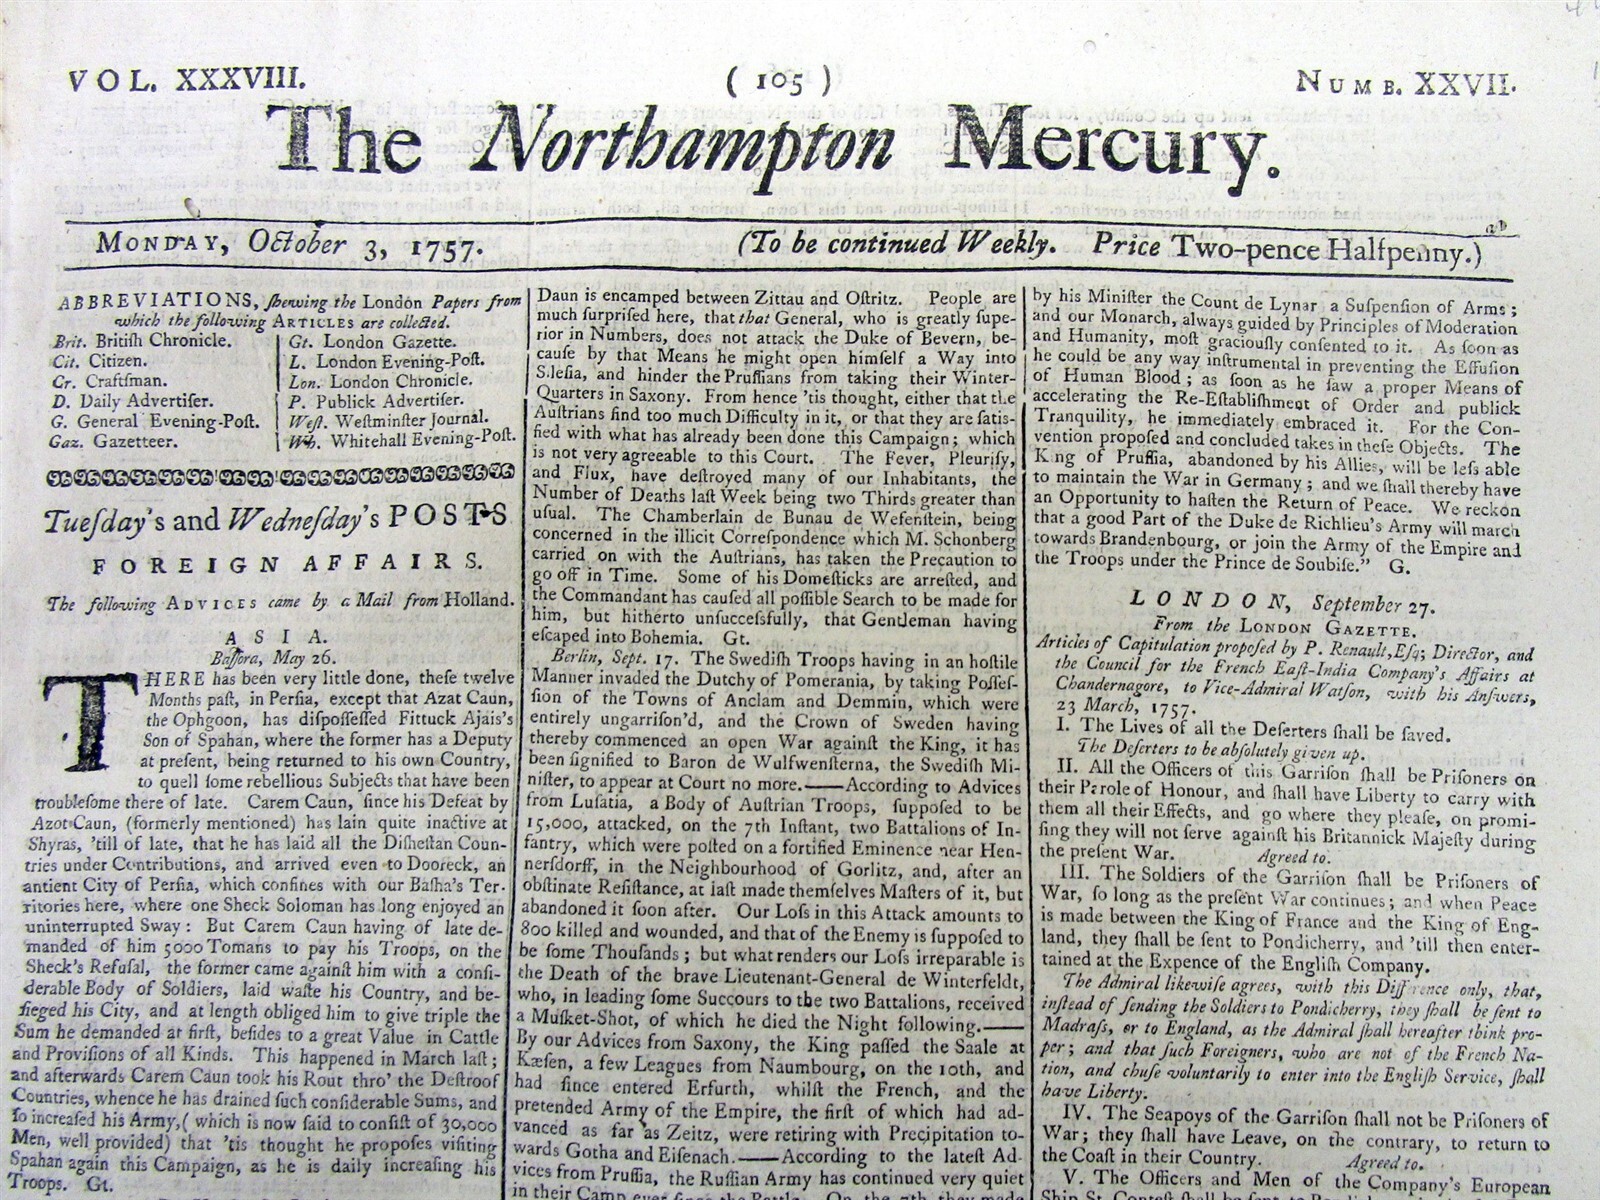 VOL. XXXVIII.
( 105 )
NUMB. XXVII.
The Northampton Mercury.
MONDAY, October 3, 1757.
(To be continued Weekly. Price Two-pence Halfpenny.)
ABBREVIATIONS, ſhewing the London Papers from
which the following ARTICLES are collected.
Brit. Britiſh Chronicle.
Cit. Citizen.
Cr. Craftſman.
D. Daily Advertiſer.
G. General Evening-Poſt.
Gaz. Gazetteer.
Gt. London Gazette.
L. London Evening-Poſt.
Lon. London Chronicle.
P. Publick Advertiſer.
Weſt. Weſtminſter Journal.
Wh. Whitehall Evening-Poſt.
Tueſday's and Wedneſday's POSTS
FOREIGN AFFAIRS.
The following ADVICES came by a Mail from Holland.
ASIA.
Baſſora, May 26.
THERE has been very little done, theſe twelve
Months paſt, in Perſia, except that Azat Caun,
the Ophgoon, has diſpoſſeſſed Fittuck Ajais's
Son of Spahan, where the former has a Deputy
at preſent, being returned to his own Country,
to quell ſome rebellious Subjects that have been
troubleſome there of late. Carem Caun, ſince his Defeat by
Azot Caun, (formerly mentioned) has lain quite inactive at
Shyras, 'till of late, that he has laid all the Diſheſtan Coun-
tries under Contributions, and arrived even to Dooreck, an
antient City of Perſia, which confines with our Baſha's Ter-
ritories here, where one Sheck Soloman has long enjoyed an
uninterrupted Sway: But Carem Caun having of late de-
manded of him 5000 Tomans to pay his Troops, on the
Sheck's Refuſal, the former came againſt him with a conſi-
derable Body of Soldiers, laid waſte his Country, and be-
ſieged his City, and at length obliged him to give triple the
Sum he demanded at firſt, beſides to a great Value in Cattle
and Proviſions of all Kinds. This happened in March laſt;
and afterwards Carem Caun took his Rout thro' the Deſtroof
Countries, whence he has drained ſuch conſiderable Sums, and
ſo increaſed his Army, (which is now ſaid to conſiſt of 30,000
Men, well provided) that 'tis thought he propoſes viſiting
Spahan again this Campaign, as he is daily increaſing his
Troops. Gt.
Daun is encamped between Zittau and Oſtritz. People are
much ſurpriſed here, that that General, who is greatly ſupe-
rior in Numbers, does not attack the Duke of Bevern, be-
cauſe by that Means he might open himſelf a Way into
Sileſia, and hinder the Pruſſians from taking their Winter-
Quarters in Saxony. From hence 'tis thought, either that the
Auſtrians find too much Difficulty in it, or that they are ſatiſ-
fied with what has already been done this Campaign; which
is not very agreeable to this Court. The Fever, Pleuriſy,
and Flux, have deſtroyed many of our Inhabitants, the
Number of Deaths laſt Week being two Thirds greater than
uſual. The Chamberlain de Bunau de Weſenſtein, being
concerned in the illicit Correſpondence which M. Schonberg
carried on with the Auſtrians, has taken the Precaution to
go off in Time. Some of his Domeſticks are arreſted, and
the Commandant has cauſed all poſſible Search to be made for
him, but hitherto unſucceſsfully, that Gentleman having
eſcaped into Bohemia. Gt.
Berlin, Sept. 17. The Swediſh Troops having in an hoſtile
Manner invaded the Dutchy of Pomerania, by taking Poſſeſ-
ſion of the Towns of Anclam and Demmin, which were
entirely ungarriſon'd, and the Crown of Sweden having
thereby commenced an open War againſt the King, it has
been ſignified to Baron de Wulfwenſterna, the Swediſh Mi-
niſter, to appear at Court no more.—According to Advices
from Luſatia, a Body of Auſtrian Troops, ſuppoſed to be
15,000, attacked, on the 7th Inſtant, two Battalions of In-
fantry, which were poſted on a fortified Eminence near Hen-
nerſdorff, in the Neighbourhood of Gorlitz, and, after an
obſtinate Reſiſtance, at laſt made themſelves Maſters of it, but
abandoned it ſoon after. Our Loſs in this Attack amounts to
800 killed and wounded, and that of the Enemy is ſuppoſed to
be ſome Thouſands; but what renders our Loſs irreparable is
the Death of the brave Lieutenant-General de Winterfeldt,
who, in leading ſome Succours to the two Battalions, received
a Muſket-Shot, of which he died the Night following.—
By our Advices from Saxony, the King paſſed the Saale at
Kæſen, a few Leagues from Naumbourg, on the 10th, and
had ſince entered Erfurth, whilſt the French, and the
pretended Army of the Empire, the firſt of which had ad-
vanced as far as Zeitz, were retiring with Precipitation to-
wards Gotha and Eiſenach.—According to the lateſt Ad-
vices from Pruſſia, the Ruſſian Army has continued very quiet
in their Camp ever ſince the Battle. On the 7th they made
by his Miniſter the Count de Lynar a Suſpenſion of Arms;
and our Monarch, always guided by Principles of Moderation
and Humanity, moſt graciouſly conſented to it. As ſoon as
he could be any way inſtrumental in preventing the Effuſion
of Human Blood; as ſoon as he ſaw a proper Means of
accelerating the Re-Eſtabliſhment of Order and publick
Tranquility, he immediately embraced it. For the Con-
vention propoſed and concluded takes in theſe Objects. The
King of Pruſſia, abandoned by his Allies, will be leſs able
to maintain the War in Germany; and we ſhall thereby have
an Opportunity to haſten the Return of Peace. We reckon
that a good Part of the Duke de Richlieu's Army will march
towards Brandenbourg, or join the Army of the Empire and
the Troops under the Prince de Soubiſe." G.
LONDON, September 27.
From the LONDON GAZETTE.
Articles of Capitulation propoſed by P. Renault, Eſq; Director, and
the Council for the French Eaſt-India Company's Affairs at
Chandernagore, to Vice-Admiral Watſon, with his Anſwers,
23 March, 1757.
I. The Lives of all the Deſerters ſhall be ſaved.
The Deſerters to be abſolutely given up.
II. All the Officers of this Garriſon ſhall be Priſoners on
their Parole of Honour, and ſhall have Liberty to carry with
them all their Effects, and go where they pleaſe, on promi-
ſing they will not ſerve againſt his Britannick Majeſty during
the preſent War. Agreed to.
III. The Soldiers of the Garriſon ſhall be Priſoners of
War, ſo long as the preſent War continues; and when Peace
is made between the King of France and the King of Eng-
land, they ſhall be ſent to Pondicherry, and 'till then enter-
tained at the Expence of the Engliſh Company.
The Admiral likewiſe agrees, with this Difference only, that,
inſtead of ſending the Soldiers to Pondicherry, they ſhall be ſent to
Madraſs, or to England, as the Admiral ſhall hereafter think pro-
per; and that ſuch Foreigners, who are not of the French Na-
tion, and chuſe voluntarily to enter into the Engliſh Service, ſhall
have Liberty.
IV. The Seapoys of the Garriſon ſhall not be Priſoners of
War; they ſhall have Leave, on the contrary, to return to
the Coaſt in their Country. Agreed to.
V. The Officers and Men of the Company's European
Ship St. Conteſt ſhall be ſent to